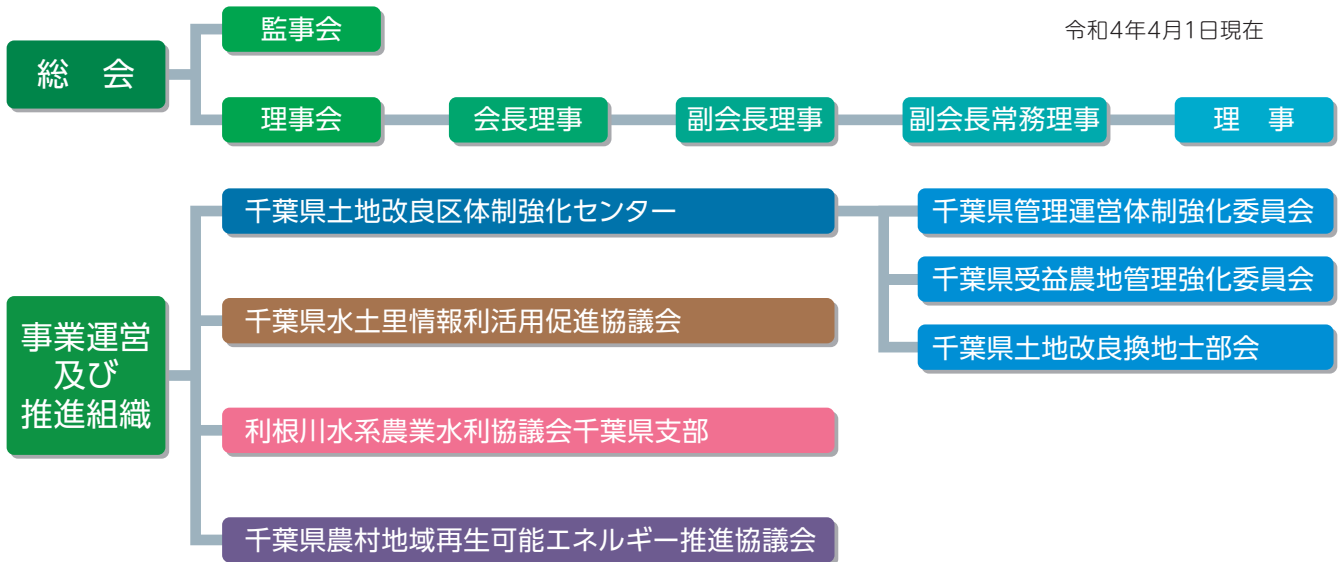 令和4年4月1日現在
総　会
監事会
理事会
会長理事
副会長理事
副会長常務理事
理　事
事業運営
及び
推進組織
千葉県土地改良区体制強化センター
千葉県管理運営体制強化委員会
千葉県受益農地管理強化委員会
千葉県土地改良換地士部会
千葉県水土里情報利活用促進協議会
利根川水系農業水利協議会千葉県支部
千葉県農村地域再生可能エネルギー推進協議会